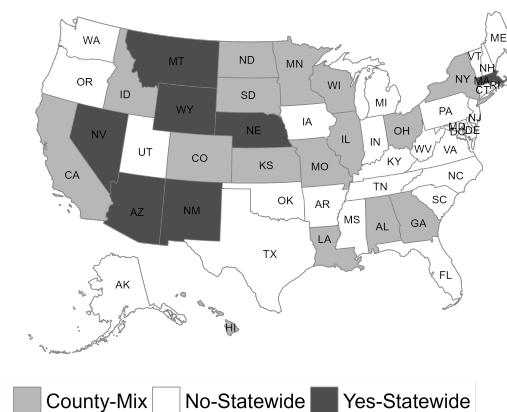 WA
MT
ND
MN
ME
VT
NH
OR
ID
SD
WI
NY
MA
CT
RI
MI
WY
IA
PA
NJ
NE
NV
UT
CO
IL
IN
OH
MD
DE
DC
WV
VA
CA
KS
MO
KY
NC
TN
AZ
NM
OK
AR
SC
MS
AL
GA
LA
TX
FL
AK
HI
County-Mix No-Statewide Yes-Statewide